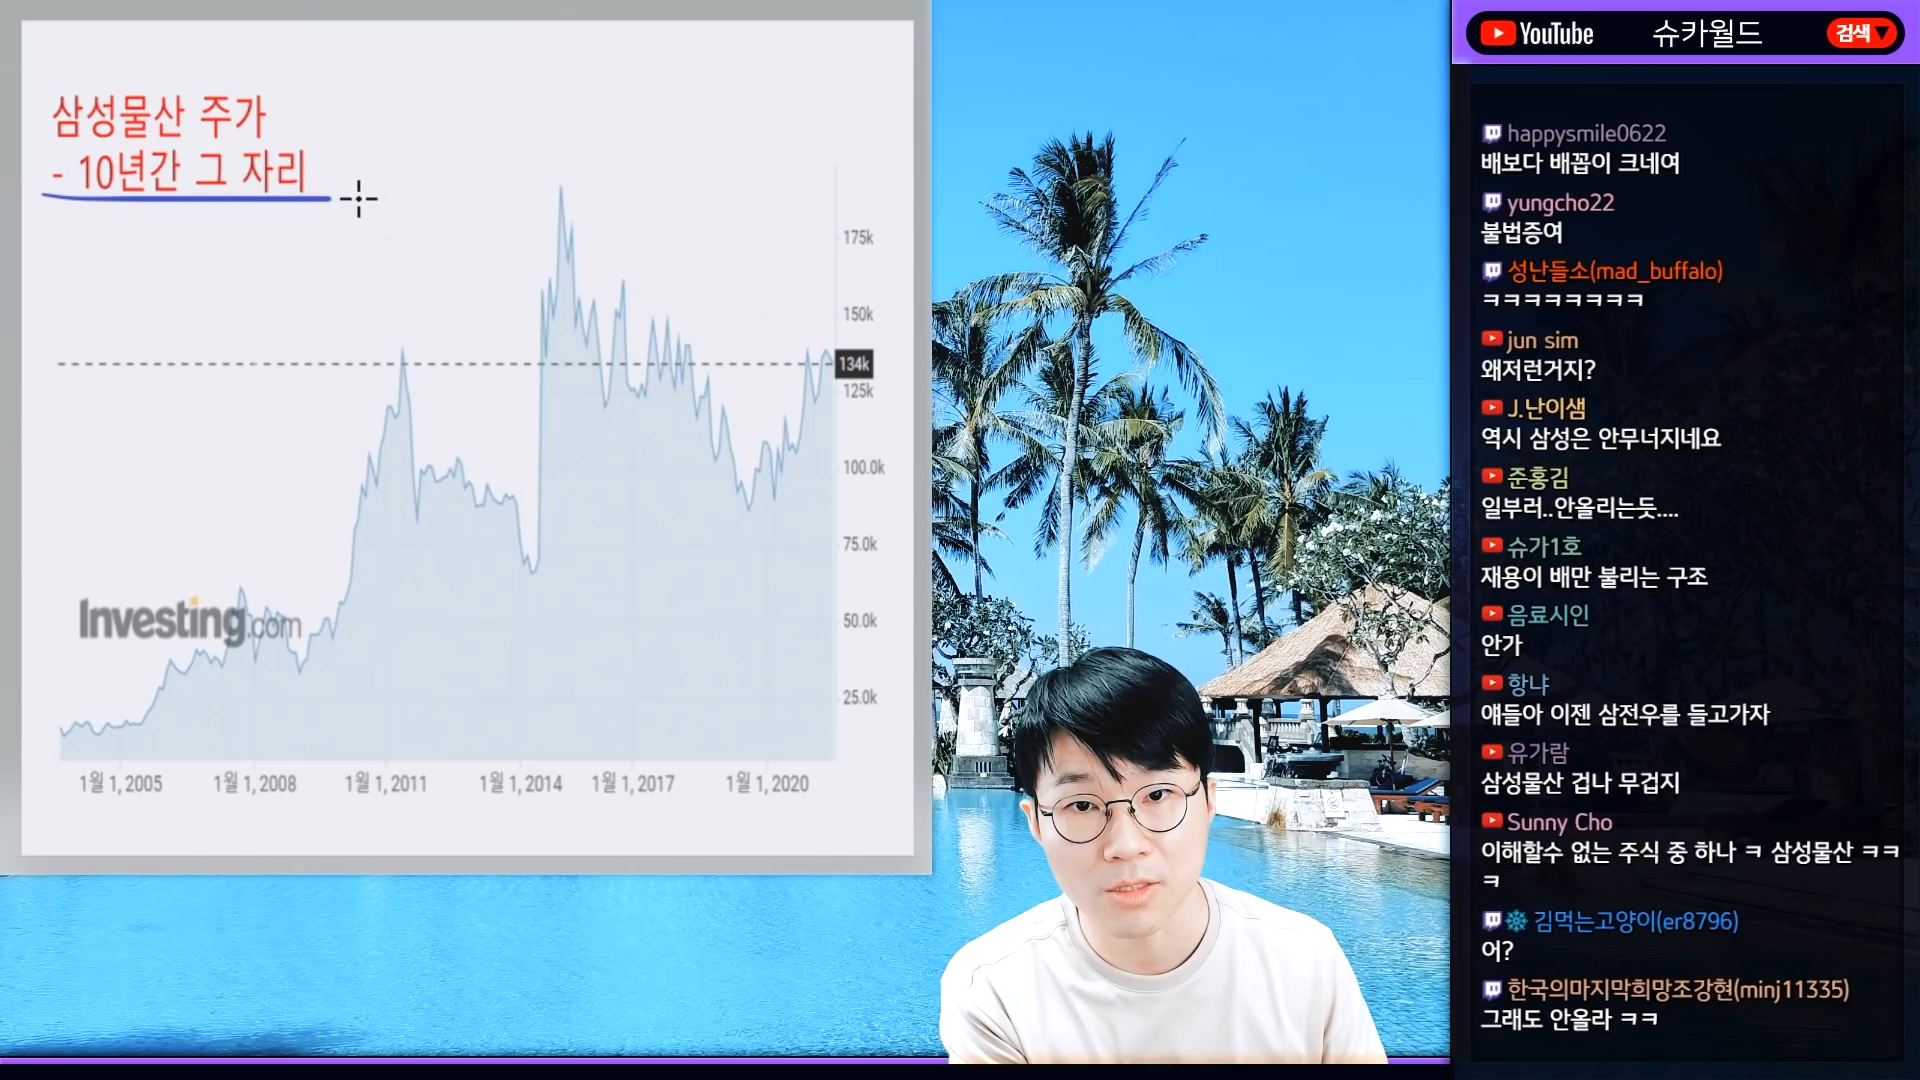 삼성물산 주가
- 10년간 그 자리
175k
150k
134k
125k
100.0k
75.0k
50.0k
25.0k
Investing.com
1월 1, 2005
1월 1, 2008
1월 1, 2011
1월 1, 2014
1월 1, 2017
1월 1, 2020
YouTube
슈카월드
검색▼
happysmile0622
배보다 배꼽이 크네여
yungcho22
불법증여
성난들소(mad_buffalo)
ㅋㅋㅋㅋㅋㅋㅋㅋ
jun sim
왜저런거지?
J.난이샘
역시 삼성은 안무너지네요
준홍김
일부러..안올리는듯....
슈가1호
재용이 배만 불리는 구조
음료시인
안가
항냐
얘들아 이젠 삼전우를 들고가자
유가람
삼성물산 겁나 무겁지
Sunny Cho
이해할수 없는 주식 중 하나 ㅋ 삼성물산 ㅋㅋ
ㅋ
김먹는고양이(er8796)
어?
한국의마지막희망조강현(minj11335)
그래도 안올라 ㅋㅋ